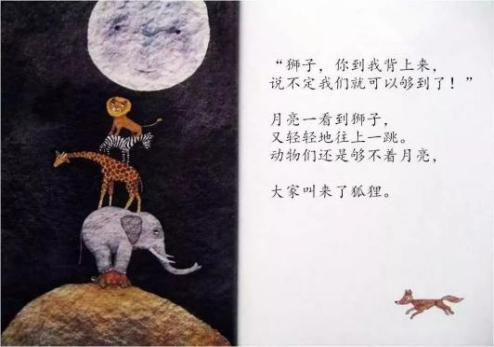 “狮子，你到我背上来，
说不定我们就可以够到了！”
月亮一看到狮子，
又轻轻地往上一跳。
动物们还是够不着月亮，
大家叫来了狐狸。